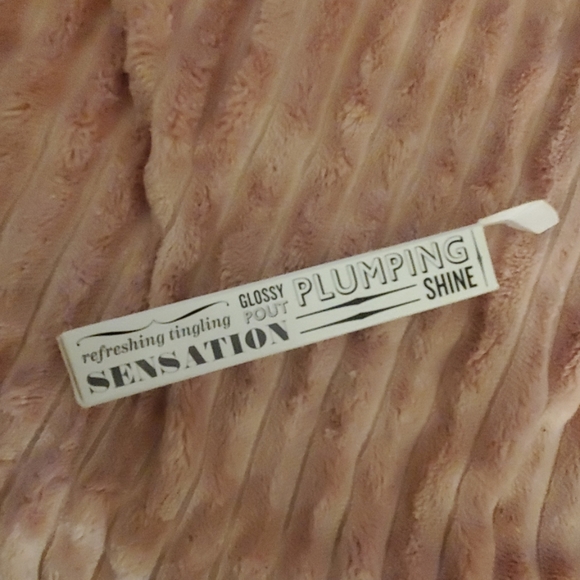 refreshing tingling
SENSATION
GLOSSY
POUT
PLUMPING
SHINE